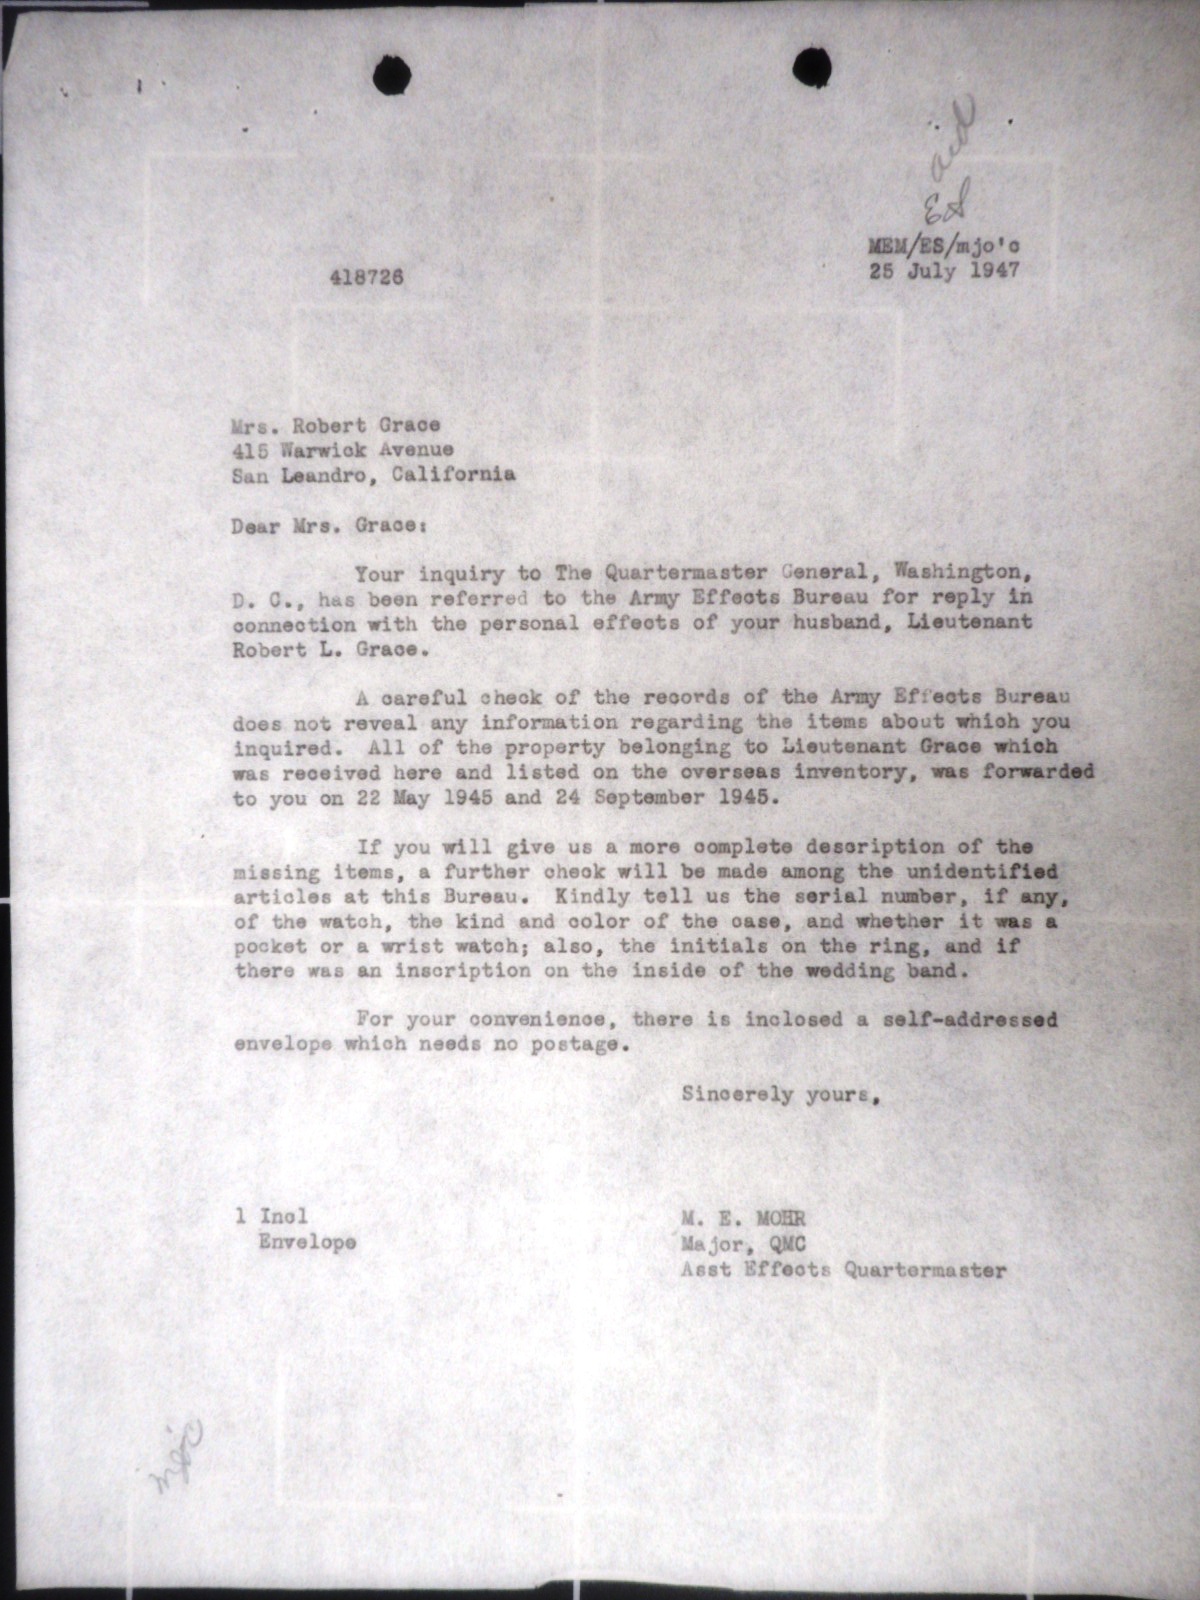 aid
ES
MEM/ES/mjo'c
418726
25 July 1947
Mrs. Robert Grace
415 Warwick Avenue
San Leandro, California
Dear Mrs. Grace:
Your inquiry to The Quartermaster General, Washington,
D. C., has been referred to the Army Effects Bureau for reply in
connection with the personal effects of your husband, Lieutenant
Robert L. Grace.
A careful check of the records of the Army Effects Bureau
does not reveal any information regarding the items about which you
inquired. All of the property belonging to Lieutenant Grace which
was received here and listed on the overseas inventory, was forwarded
to you on 22 May 1945 and 24 September 1945.
If you will give us a more complete description of the
missing items, a further check will be made among the unidentified
articles at this Bureau. Kindly tell us the serial number, if any,
of the watch, the kind and color of the case, and whether it was a
pocket or a wrist watch; also, the initials on the ring, and if
there was an inscription on the inside of the wedding band.
For your convenience, there is inclosed a self-addressed
envelope which needs no postage.
Sincerely yours,
1 Incl
Envelope
M. E. MOHR
Major, QMC
Asst Effects Quartermaster